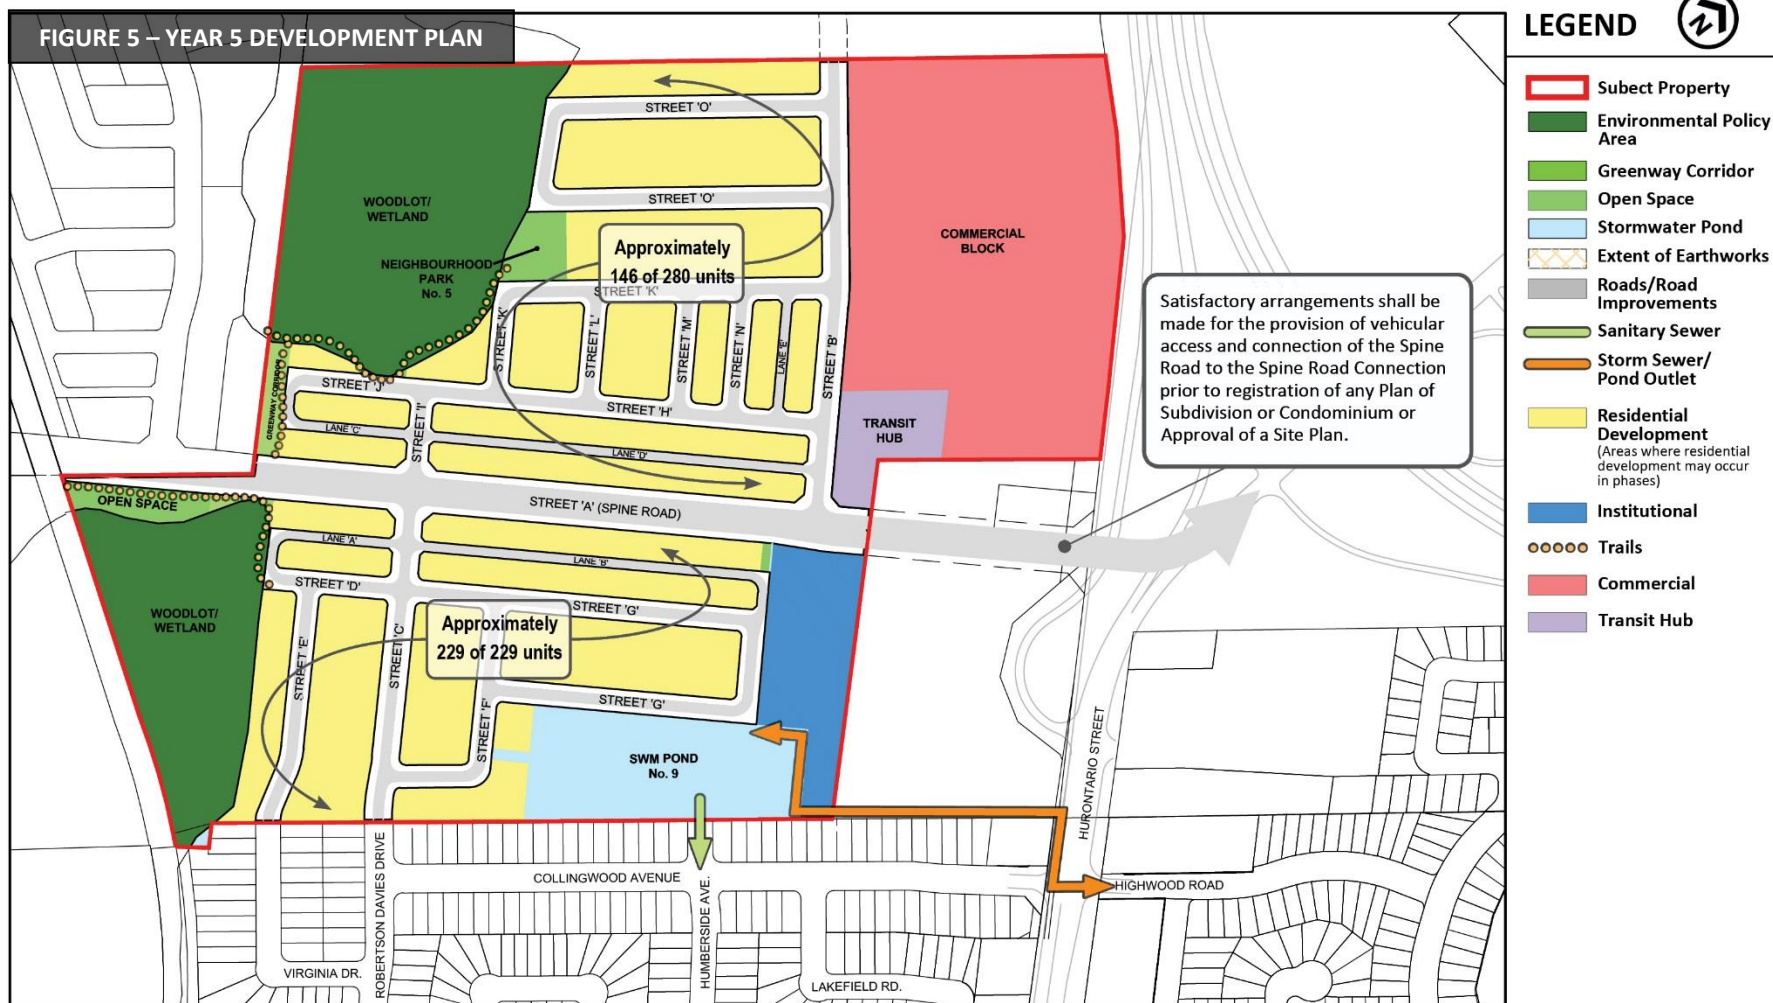 FIGURE 5 – YEAR 5 DEVELOPMENT PLAN
STREET 'O'
WOODLOT/
WETLAND
STREET 'O'
COMMERCIAL
BLOCK
NEIGHBOURHOOD
PARK
No. 5
Approximately
146 of 280 units
STREET 'K'
STREET 'K'
STREET 'L'
STREET 'M'
STREET 'N'
LANE 'E'
STREET 'B'
Satisfactory arrangements shall be
made for the provision of vehicular
access and connection of the Spine
Road to the Spine Road Connection
prior to registration of any Plan of
Subdivision or Condominium or
Approval of a Site Plan.
GREENWAY CORRIDOR
STREET 'J'
STREET 'I'
STREET 'H'
TRANSIT
HUB
LANE 'C'
LANE 'D'
OPEN SPACE
STREET 'A' (SPINE ROAD)
LANE 'A'
LANE 'B'
STREET 'D'
STREET 'G'
WOODLOT/
WETLAND
Approximately
229 of 229 units
STREET 'E'
STREET 'C'
STREET 'F'
STREET 'G'
SWM POND
No. 9
HURONTARIO STREET
COLLINGWOOD AVENUE
HIGHWOOD ROAD
ROBERTSON DAVIES DRIVE
HUMBERSIDE AVE.
VIRGINIA DR.
LAKEFIELD RD.
LEGEND
N
Subect Property
Environmental Policy
Area
Greenway Corridor
Open Space
Stormwater Pond
Extent of Earthworks
Roads/Road
Improvements
Sanitary Sewer
Storm Sewer/
Pond Outlet
Residential
Development
(Areas where residential
development may occur
in phases)
Institutional
Trails
Commercial
Transit Hub